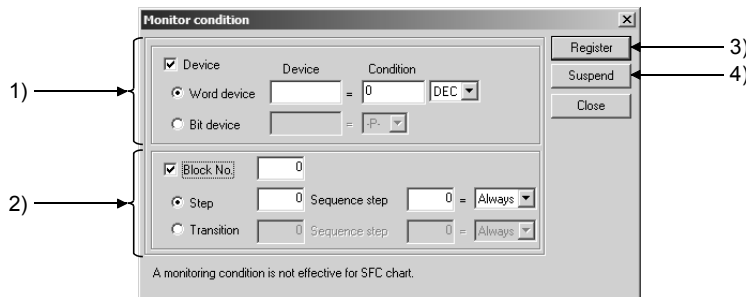 Monitor condition
Register
3)
Device
Device
Condition
Suspend
4)
1)
Word device
=
0
DEC
Close
Bit device
=
-P-
Block No.
0
2)
Step
0
Sequence step
0
=
Always
Transition
0
Sequence step
0
=
Always
A monitoring condition is not effective for SFC chart.